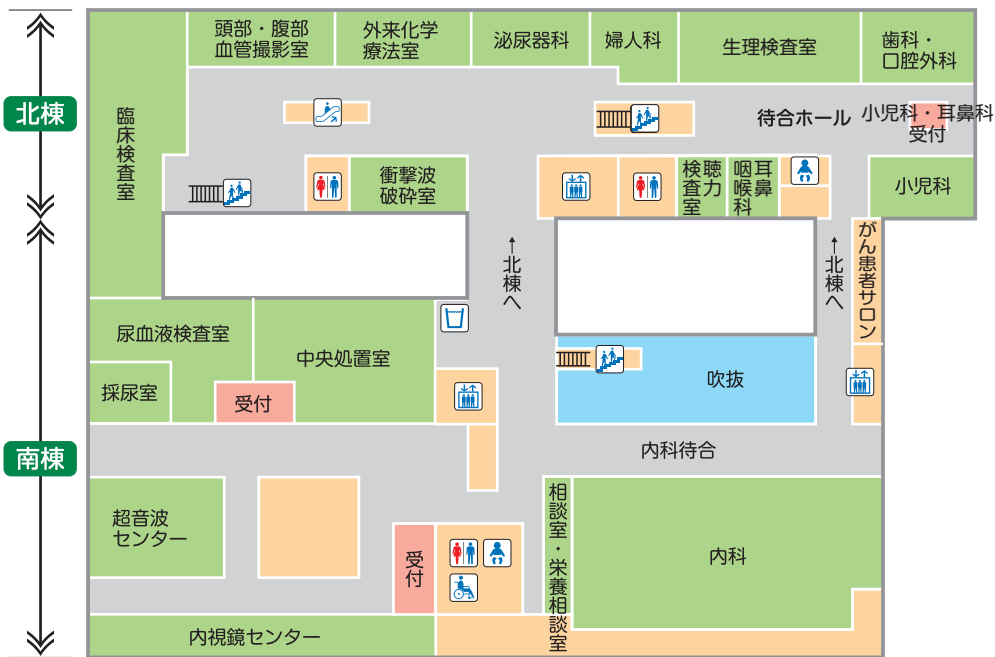 頭部・腹部
血管撮影室
外来化学
療法室
泌尿器科
婦人科
生理検査室
歯科・
口腔外科
北棟
臨床検査室
待合ホール
小児科・耳鼻科
受付
衝撃波
破砕室
聴力
検査室
耳鼻
咽喉科
小児科
↑北棟へ
↑北棟へ
がん患者サロン
尿血液検査室
中央処置室
採尿室
受付
吹抜
南棟
内科待合
超音波
センター
受付
相談室・栄養相談室
内科
内視鏡センター